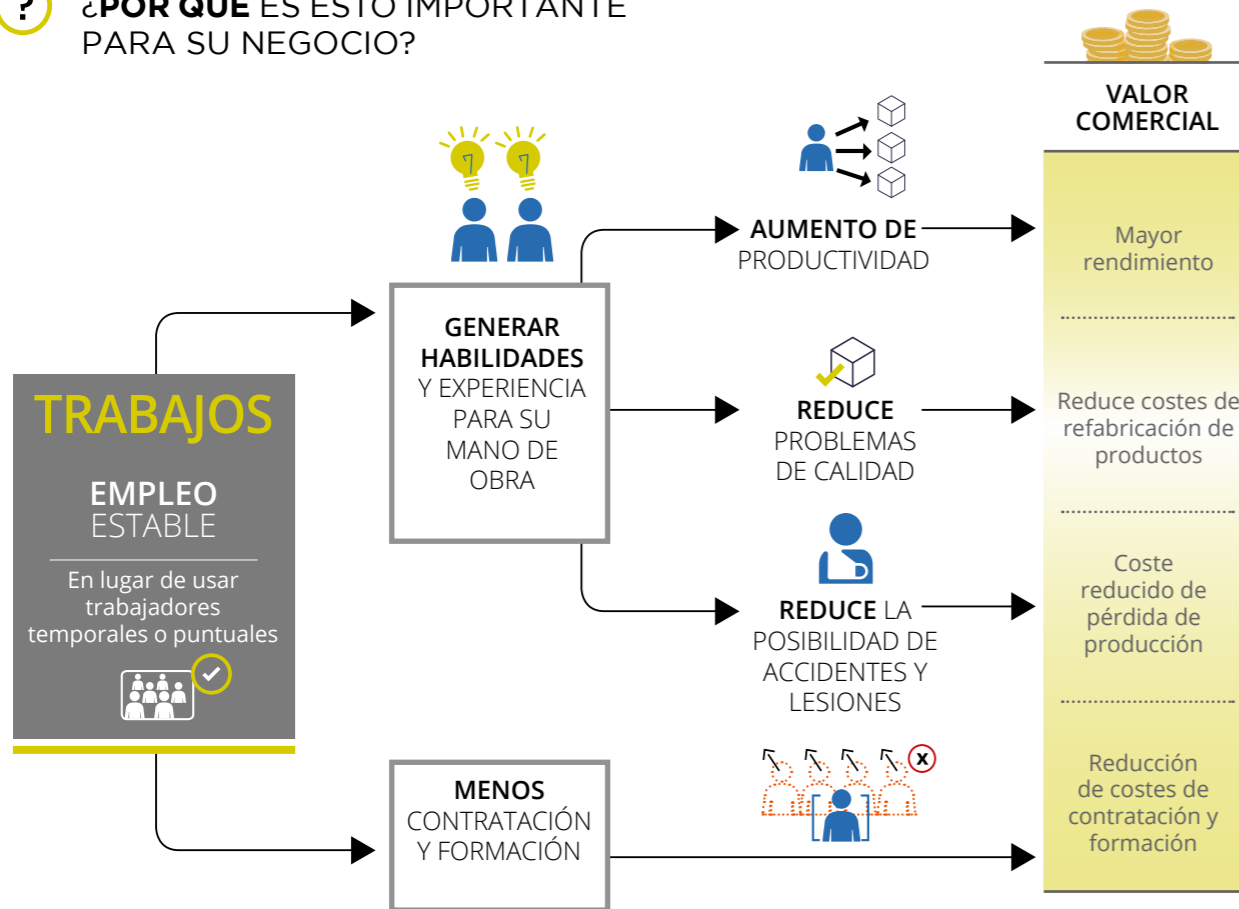 ?
¿POR QUÉ ES ESTO IMPORTANTE
PARA SU NEGOCIO?
VALOR
COMERCIAL
TRABAJOS
EMPLEO
ESTABLE
En lugar de usar
trabajadores
temporales o puntuales
GENERAR
HABILIDADES
Y EXPERIENCIA
PARA SU
MANO DE
OBRA
AUMENTO DE
PRODUCTIVIDAD
Mayor
rendimiento
REDUCE
PROBLEMAS
DE CALIDAD
Reduce costes de
refabricación de
productos
REDUCE LA
POSIBILIDAD DE
ACCIDENTES Y
LESIONES
Coste
reducido de
pérdida de
producción
MENOS
CONTRATACIÓN
Y FORMACIÓN
x
Reducción
de costes de
contratación y
formación